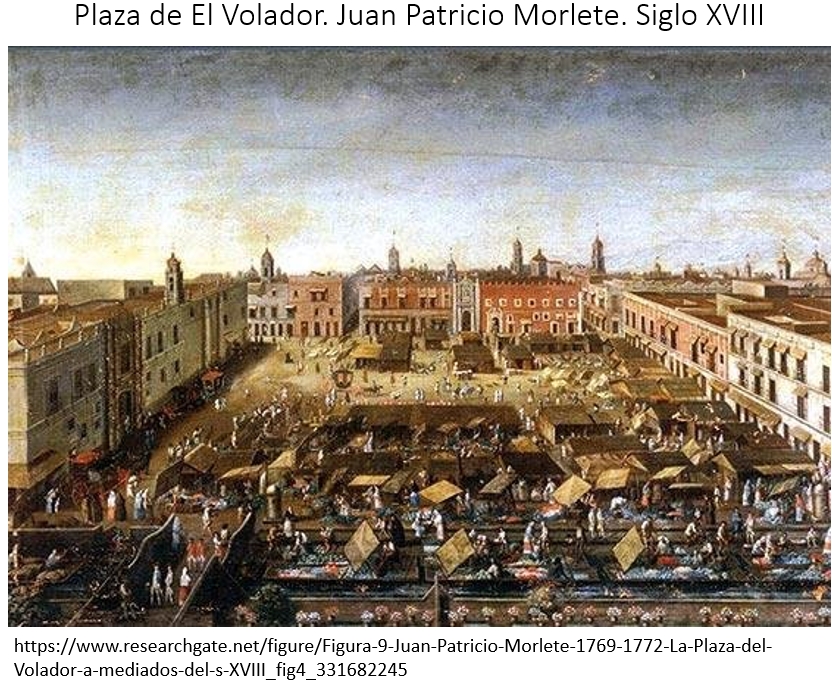 Plaza de El Volador. Juan Patricio Morlete. Siglo XVIII
https://www.researchgate.net/figure/Figura-9-Juan-Patricio-Morlete-1769-1772-La-Plaza-del-
Volador-a-mediados-del-s-XVIII_fig4_331682245